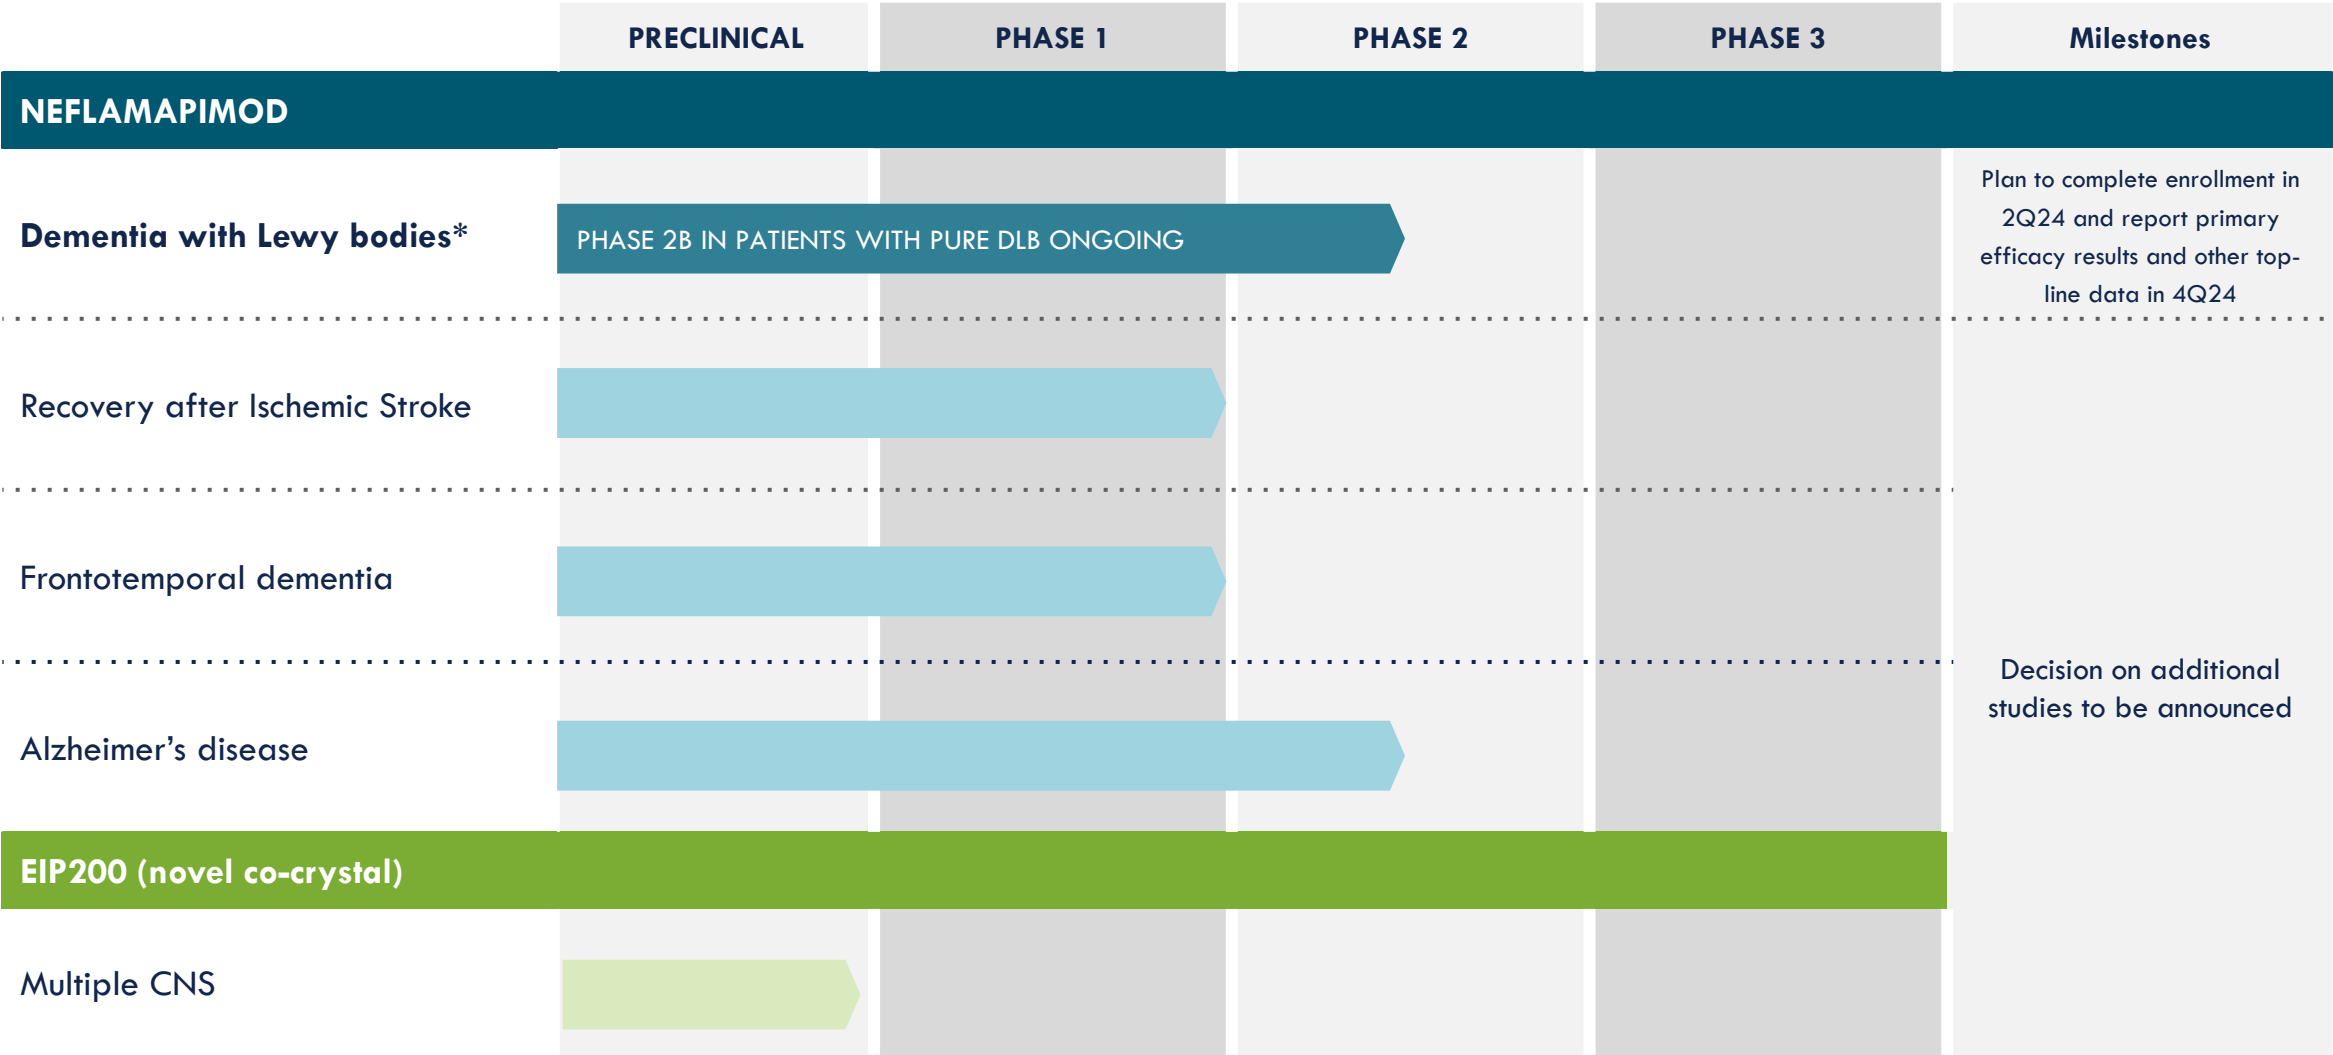 PRECLINICAL
PHASE 1
PHASE 2
PHASE 3
Milestones
NEFLAMAPIMOD
Dementia with Lewy bodies*
PHASE 2B IN PATIENTS WITH PURE DLB ONGOING
Plan to complete enrollment in
2Q24 and report primary
efficacy results and other top-
line data in 4Q24
Recovery after Ischemic Stroke
Frontotemporal dementia
Alzheimer’s disease
Decision on additional
studies to be announced
EIP200 (novel co-crystal)
Multiple CNS